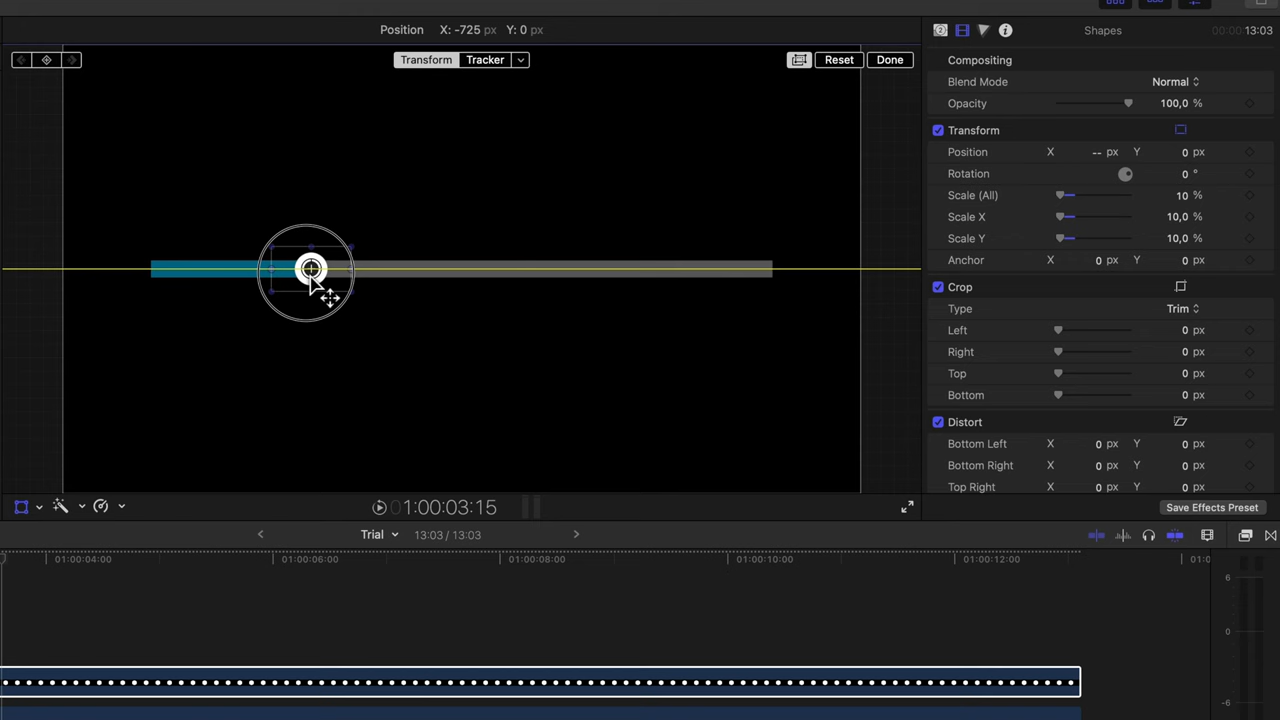 Position X: -725 px Y: 0 px
00:00:13:03
Shapes
Transform Tracker Reset Done
Compositing
Blend Mode Normal
Opacity 100,0 %
Transform
Position X -- px Y 0 px
Rotation 0 °
Scale (All) 10 %
Scale X 10,0 %
Scale Y 10,0 %
Anchor X 0 px Y 0 px
Crop
Type Trim
Left 0 px
Right 0 px
Top 0 px
Bottom 0 px
Distort
Bottom Left X 0 px Y 0 px
Bottom Right X 0 px Y 0 px
Top Right X 0 px Y 0 px
1:00:03:15
Save Effects Preset
Trial 13:03 / 13:03
01:00:04:00 01:00:06:00 01:00:08:00 01:00:10:00 01:00:12:00
6
0
-6